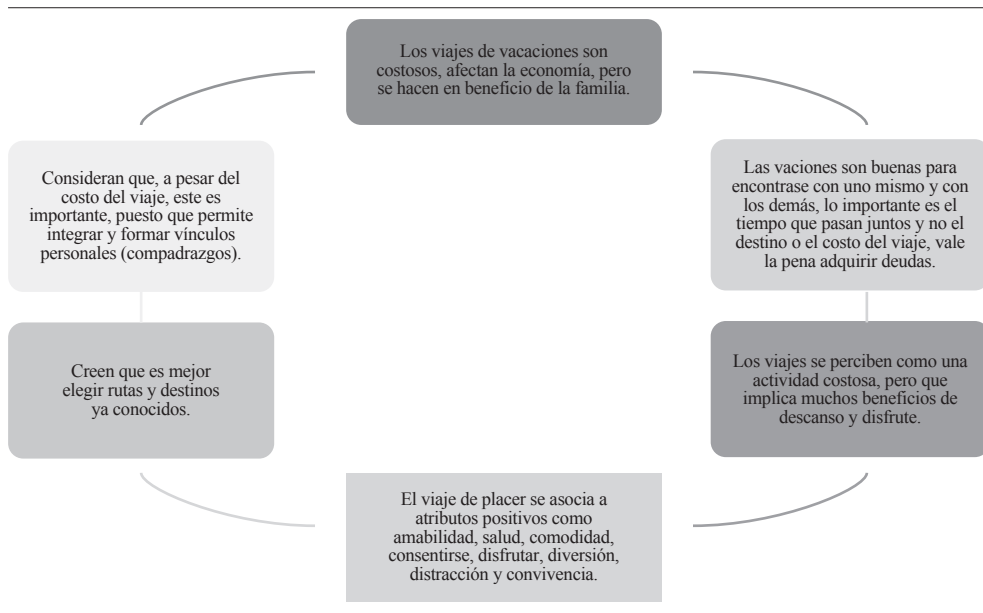 Los viajes de vacaciones son
costosos, afectan la economía, pero
se hacen en beneficio de la familia.
Consideran que, a pesar del
costo del viaje, este es
importante, puesto que permite
integrar y formar vínculos
personales (compadrazgos).
Las vaciones son buenas para
encontrase con uno mismo y con
los demás, lo importante es el
tiempo que pasan juntos y no el
destino o el costo del viaje, vale
la pena adquirir deudas.
Creen que es mejor
elegir rutas y destinos
ya conocidos.
Los viajes se perciben como una
actividad costosa, pero que
implica muchos beneficios de
descanso y disfrute.
El viaje de placer se asocia a
atributos positivos como
amabilidad, salud, comodidad,
consentirse, disfrutar, diversión,
distracción y convivencia.